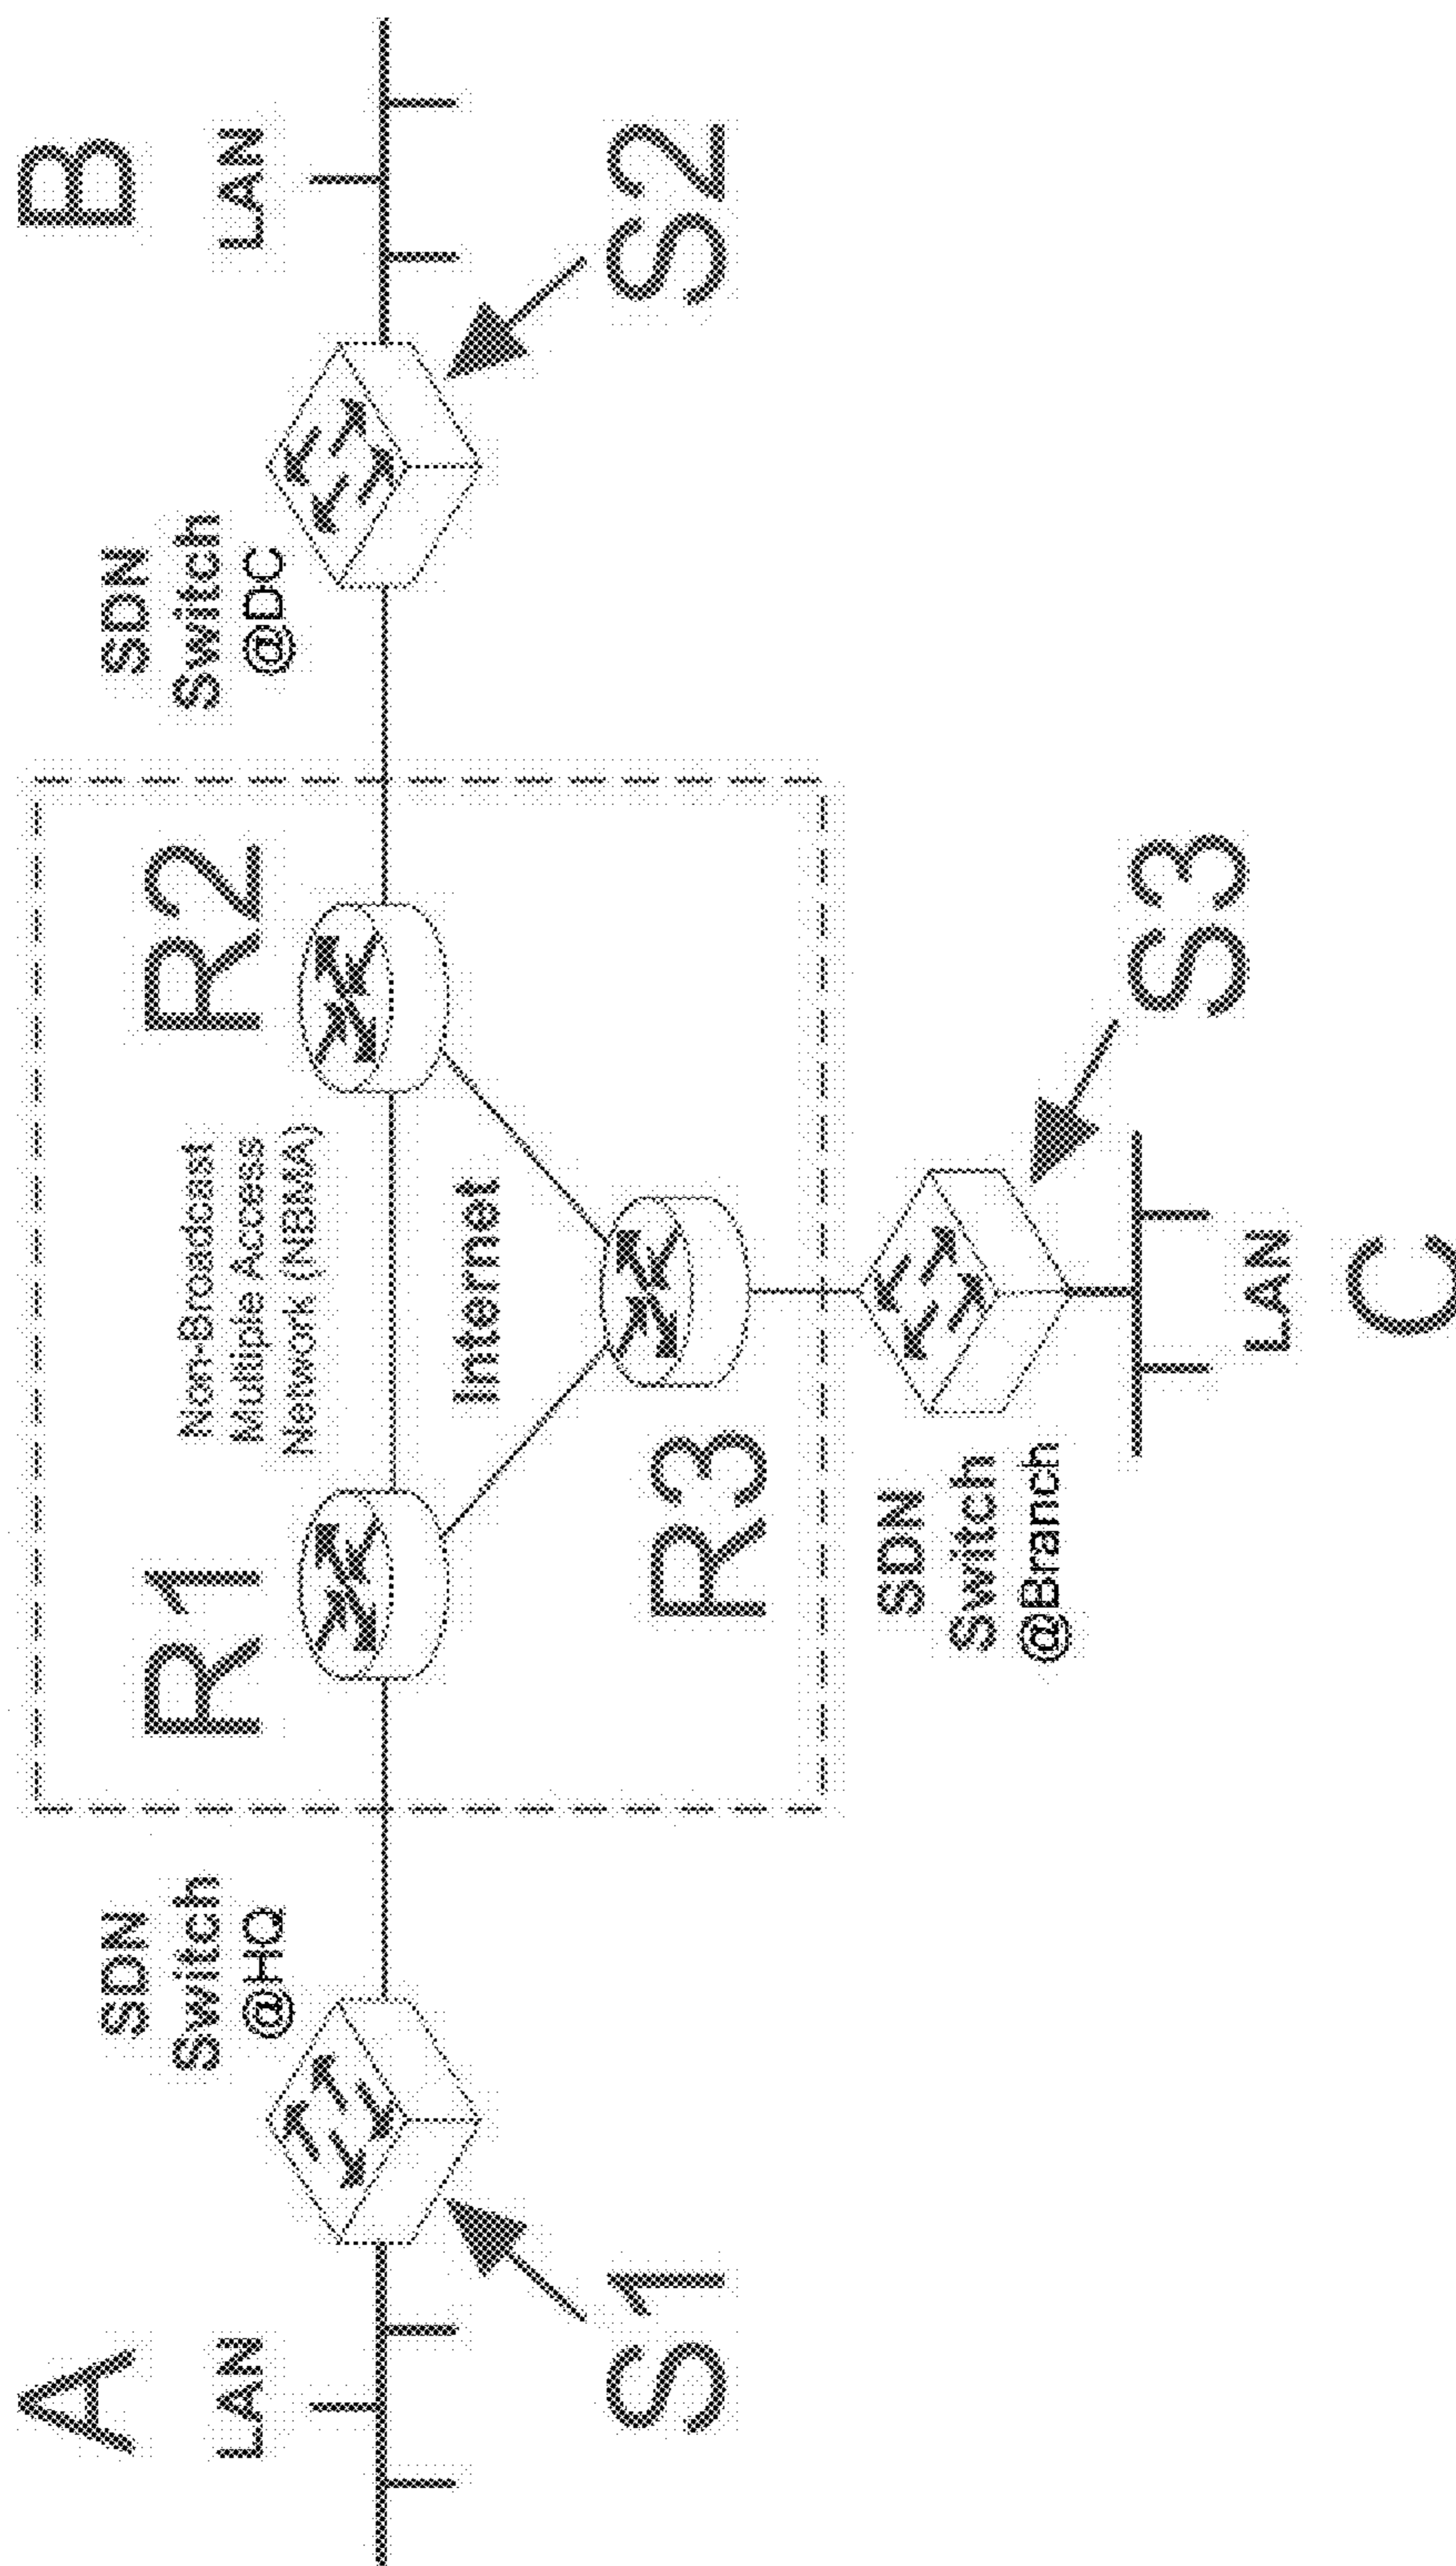 A
LAN
SDN
Switch
@HQ
S1
R1
Non-Broadcast
Multiple Access
Network (NBMA)
Internet
R2
R3
SDN
Switch
@DC
B
LAN
S2
SDN
Switch
@Branch
S3
LAN
C